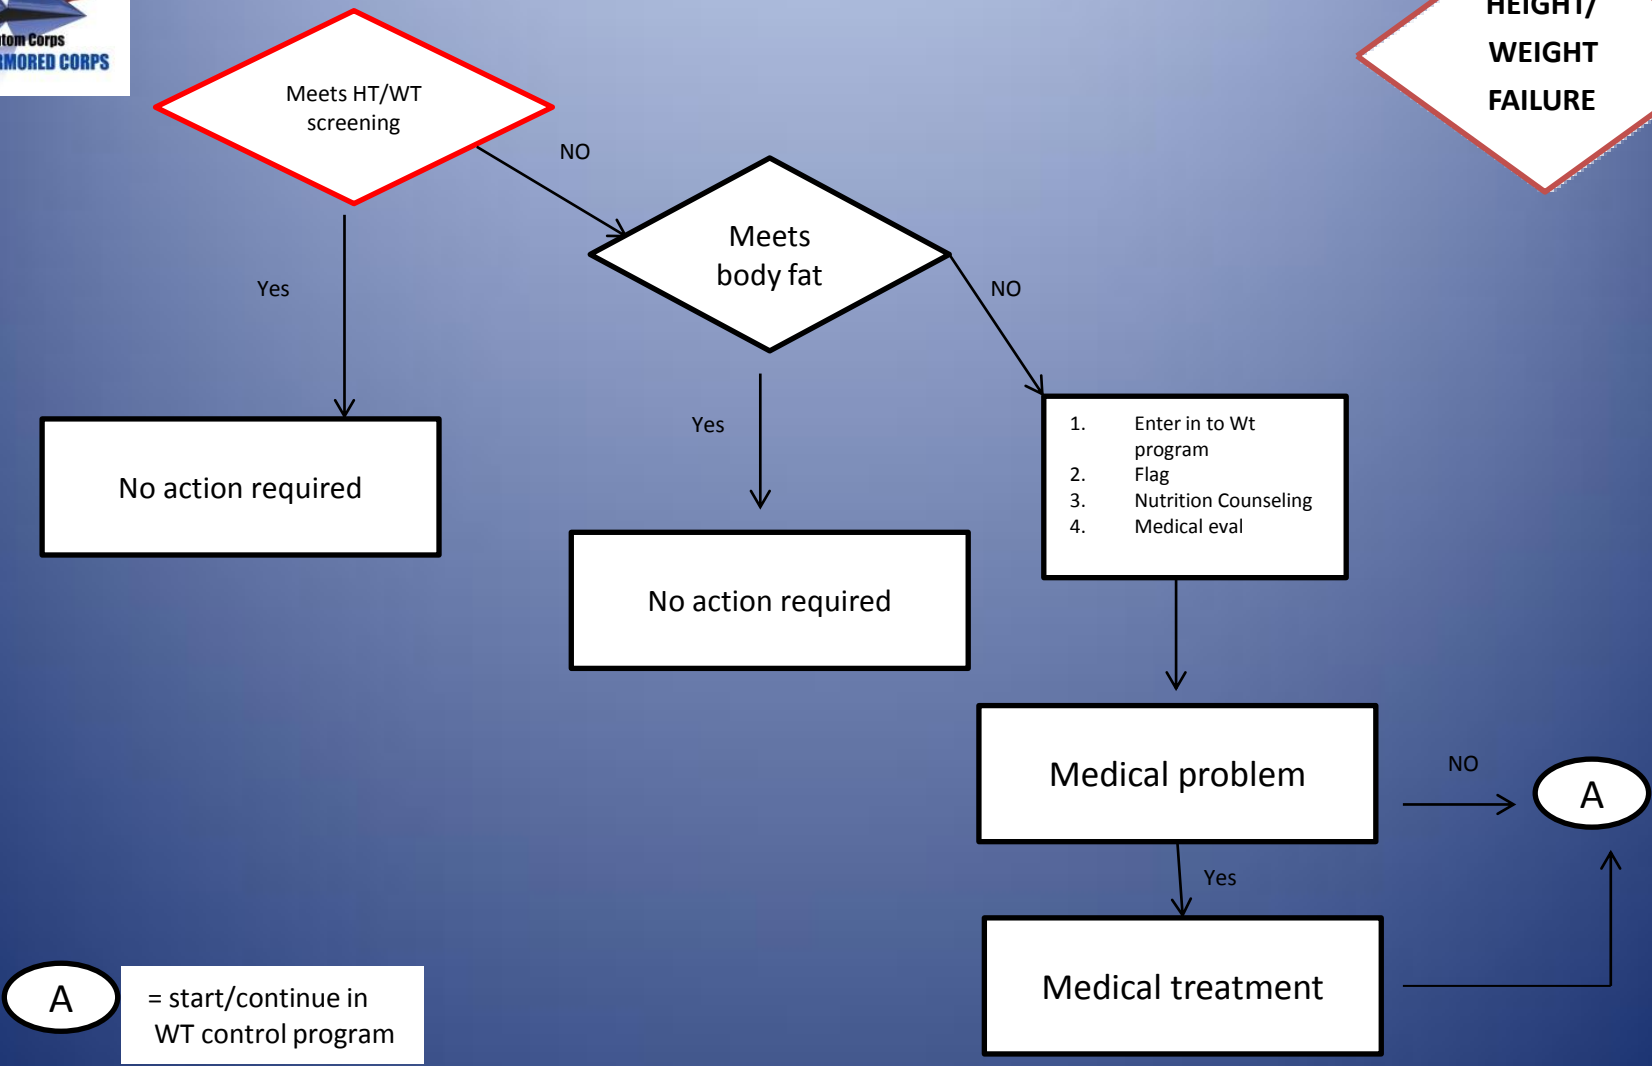 Corps
CORPS
HEIGHT/
WEIGHT
FAILURE
Meets HT/WT
screening
NO
Meets
body fat
Yes
NO
Yes
No action required
1. Enter in to Wt
program
2. Flag
3. Nutrition Counseling
4. Medical eval
No action required
Medical problem
NO
A
Yes
Medical treatment
A
= start/continue in
WT control program